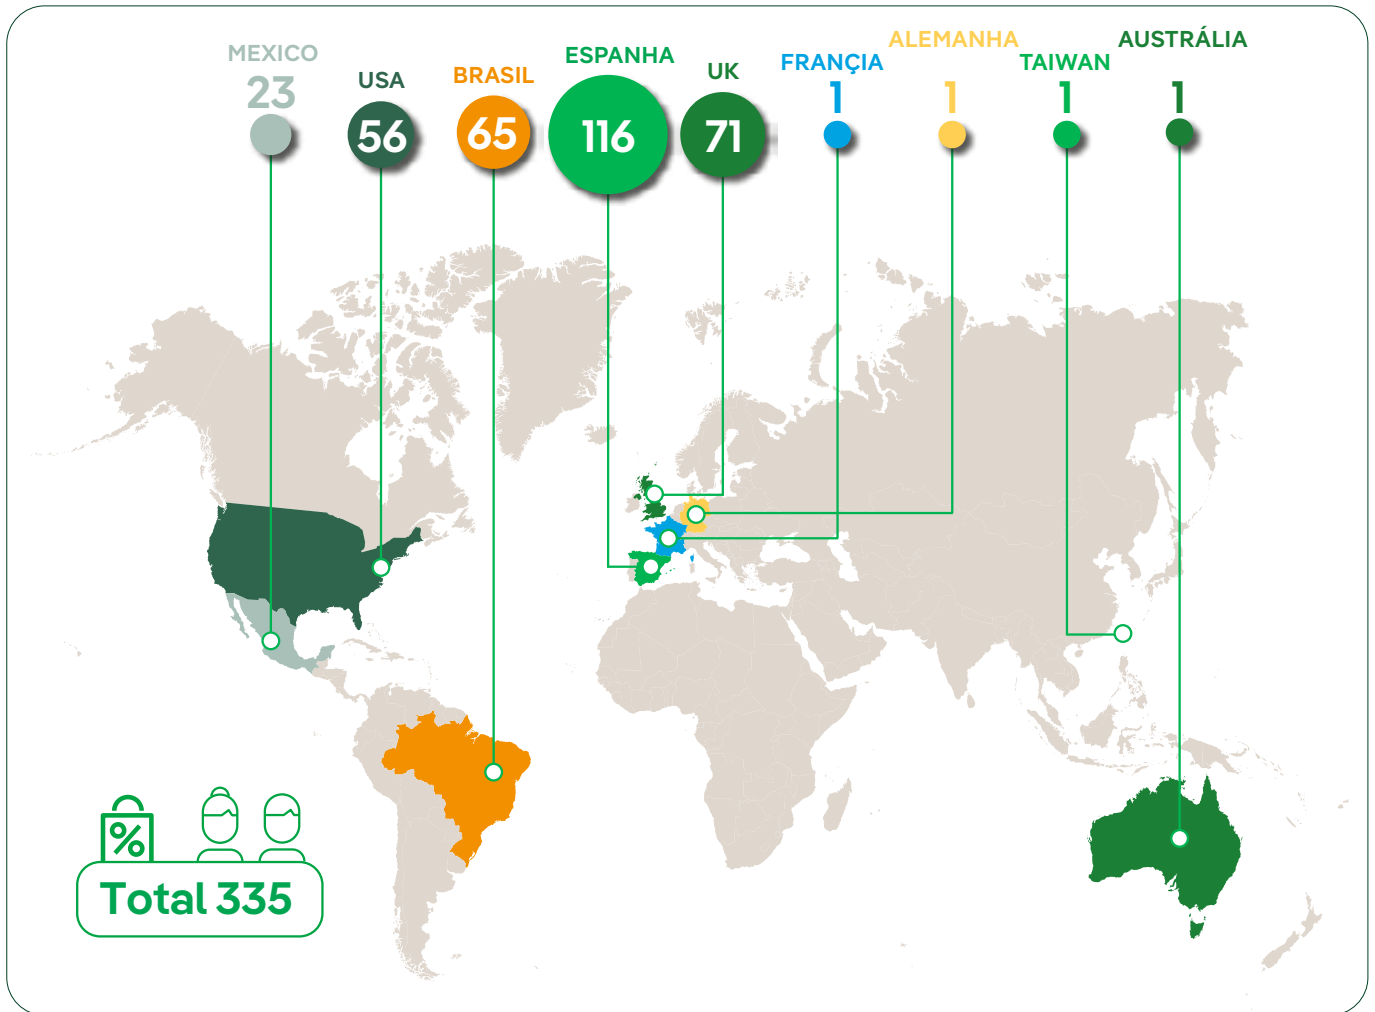 MEXICO
23
USA
56
BRASIL
65
ESPANHA
116
UK
71
FRANÇIA
1
ALEMANHA
1
TAIWAN
1
AUSTRÁLIA
1
%
Total 335